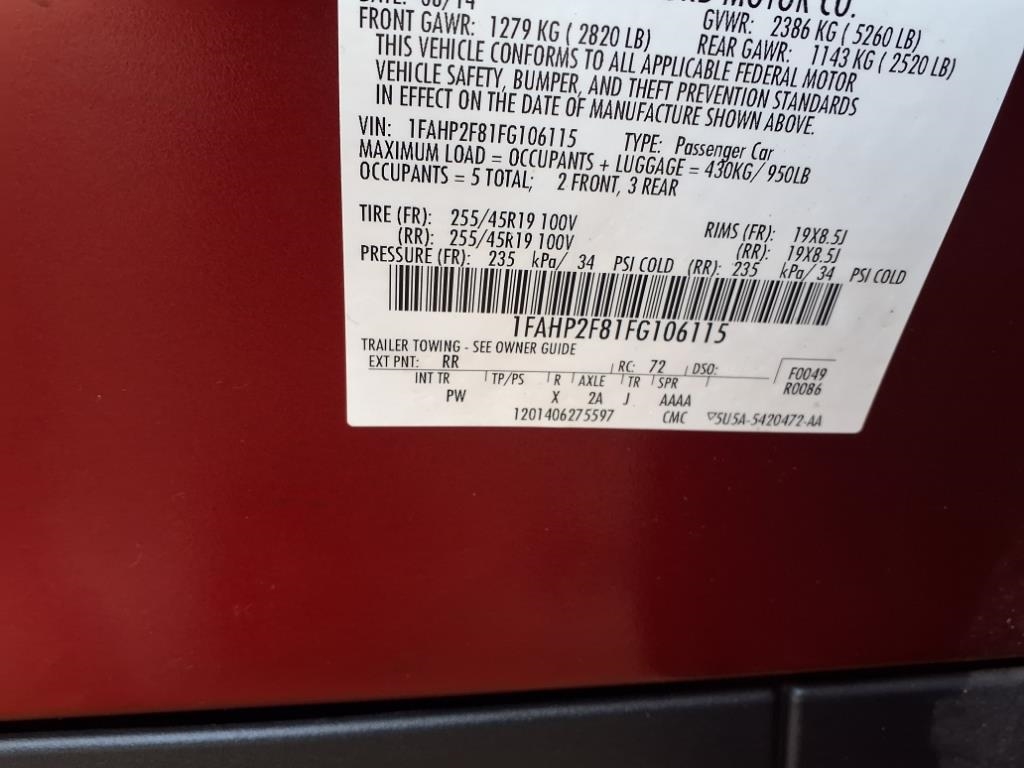 MOTOR CO.
FRONT GAWR: 1279 KG ( 2820 LB) GVWR: 2386 KG ( 5260 LB)
REAR GAWR: 1143 KG ( 2520 LB)
THIS VEHICLE CONFORMS TO ALL APPLICABLE FEDERAL MOTOR
VEHICLE SAFETY, BUMPER, AND THEFT PREVENTION STANDARDS
IN EFFECT ON THE DATE OF MANUFACTURE SHOWN ABOVE.
VIN: 1FAHP2F81FG106115 TYPE: Passenger Car
MAXIMUM LOAD = OCCUPANTS + LUGGAGE = 430KG/ 950LB
OCCUPANTS = 5 TOTAL; 2 FRONT, 3 REAR
TIRE (FR): 255/45R19 100V RIMS (FR): 19X8.5J
(RR): 255/45R19 100V (RR): 19X8.5J
PRESSURE (FR): 235 kPa/ 34 PSI COLD (RR): 235 kPa/ 34 PSI COLD
1FAHP2F81FG106115
TRAILER TOWING - SEE OWNER GUIDE
EXT PNT: RR RC: 72 DSO: F0049
INT TR TP/PS R AXLE TR SPR R0086
PW X 2A J AAAA
1201406275597 CMC 5U5A-5420472-AA